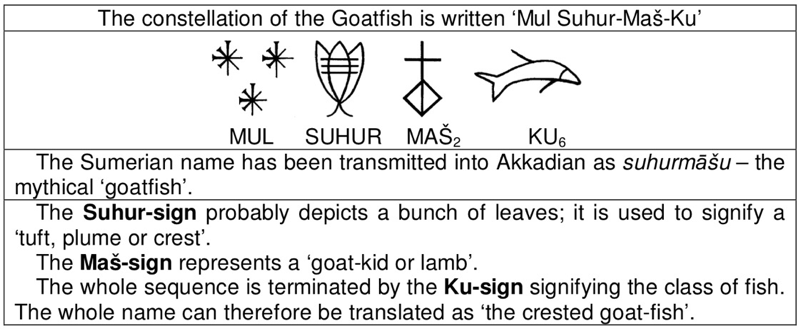 The constellation of the Goatfish is written ‘Mul Suhur-Maš-Ku’
MUL SUHUR MAŠ₂ KU₆
The Sumerian name has been transmitted into Akkadian as suhurmāšu – the
mythical ‘goatfish’.
The Suhur-sign probably depicts a bunch of leaves; it is used to signify a
‘tuft, plume or crest’.
The Maš-sign represents a ‘goat-kid or lamb’.
The whole sequence is terminated by the Ku-sign signifying the class of fish.
The whole name can therefore be translated as ‘the crested goat-fish’.